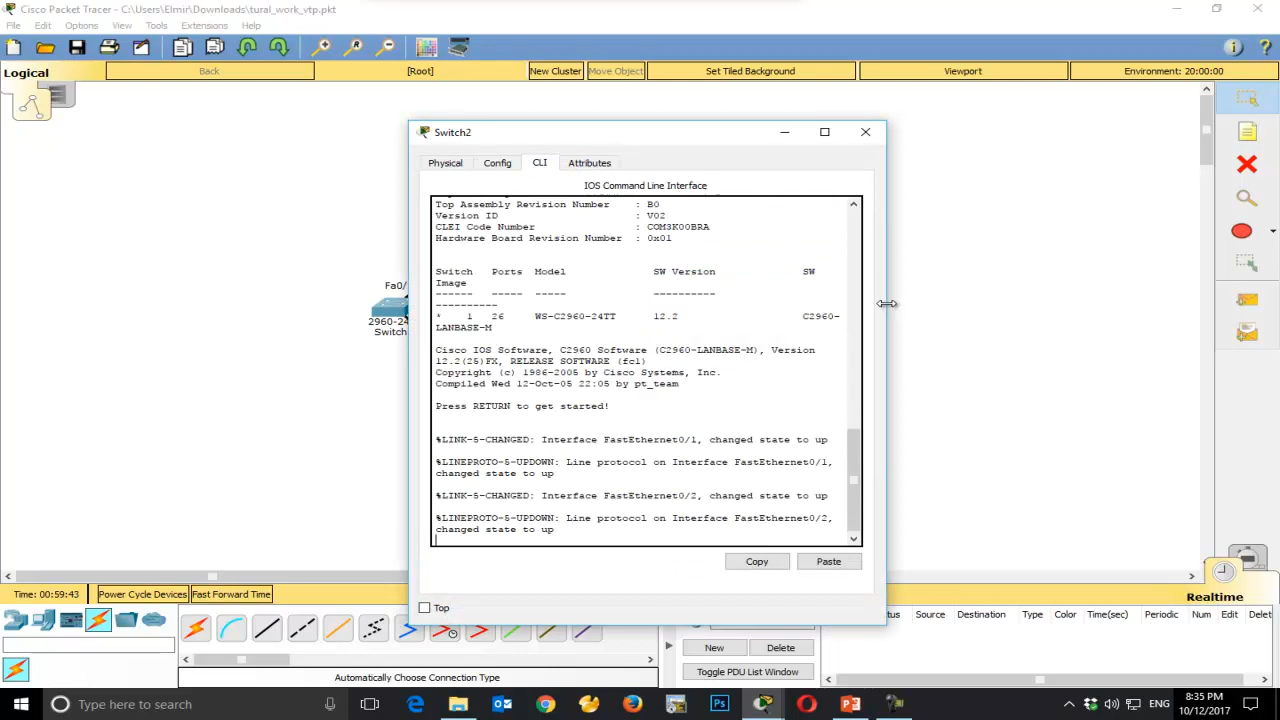 Cisco Packet Tracer - C:\Users\Elmir\Downloads\tural_work_vtp.pkt
File Edit Options View Tools Extensions Help
Logical
Back
[Root]
New Cluster
Move Object
Set Tiled Background
Viewport
Environment: 20:00:00
Fa0/
2960-24
Switch
Switch2
Physical
Config
CLI
Attributes
IOS Command Line Interface
Top Assembly Revision Number : B0
Version ID : V02
CLEI Code Number : COM3K00BRA
Hardware Board Revision Number : 0x01
Switch Ports Model SW Version SW
Image
------ ----- ----- ---------- 
----------
* 1 26 WS-C2960-24TT 12.2 C2960-
LANBASE-M
Cisco IOS Software, C2960 Software (C2960-LANBASE-M), Version
12.2(25)FX, RELEASE SOFTWARE (fc1)
Copyright (c) 1986-2005 by Cisco Systems, Inc.
Compiled Wed 12-Oct-05 22:05 by pt_team
Press RETURN to get started!
%LINK-5-CHANGED: Interface FastEthernet0/1, changed state to up
%LINEPROTO-5-UPDOWN: Line protocol on Interface FastEthernet0/1,
changed state to up
%LINK-5-CHANGED: Interface FastEthernet0/2, changed state to up
%LINEPROTO-5-UPDOWN: Line protocol on Interface FastEthernet0/2,
changed state to up
Copy
Paste
Top
Time: 00:59:43
Power Cycle Devices
Fast Forward Time
Realtime
Source Destination Type Color Time(sec) Periodic Num Edit
New
Delete
Toggle PDU List Window
Automatically Choose Connection Type
Type here to search
ENG
8:35 PM
10/12/2017